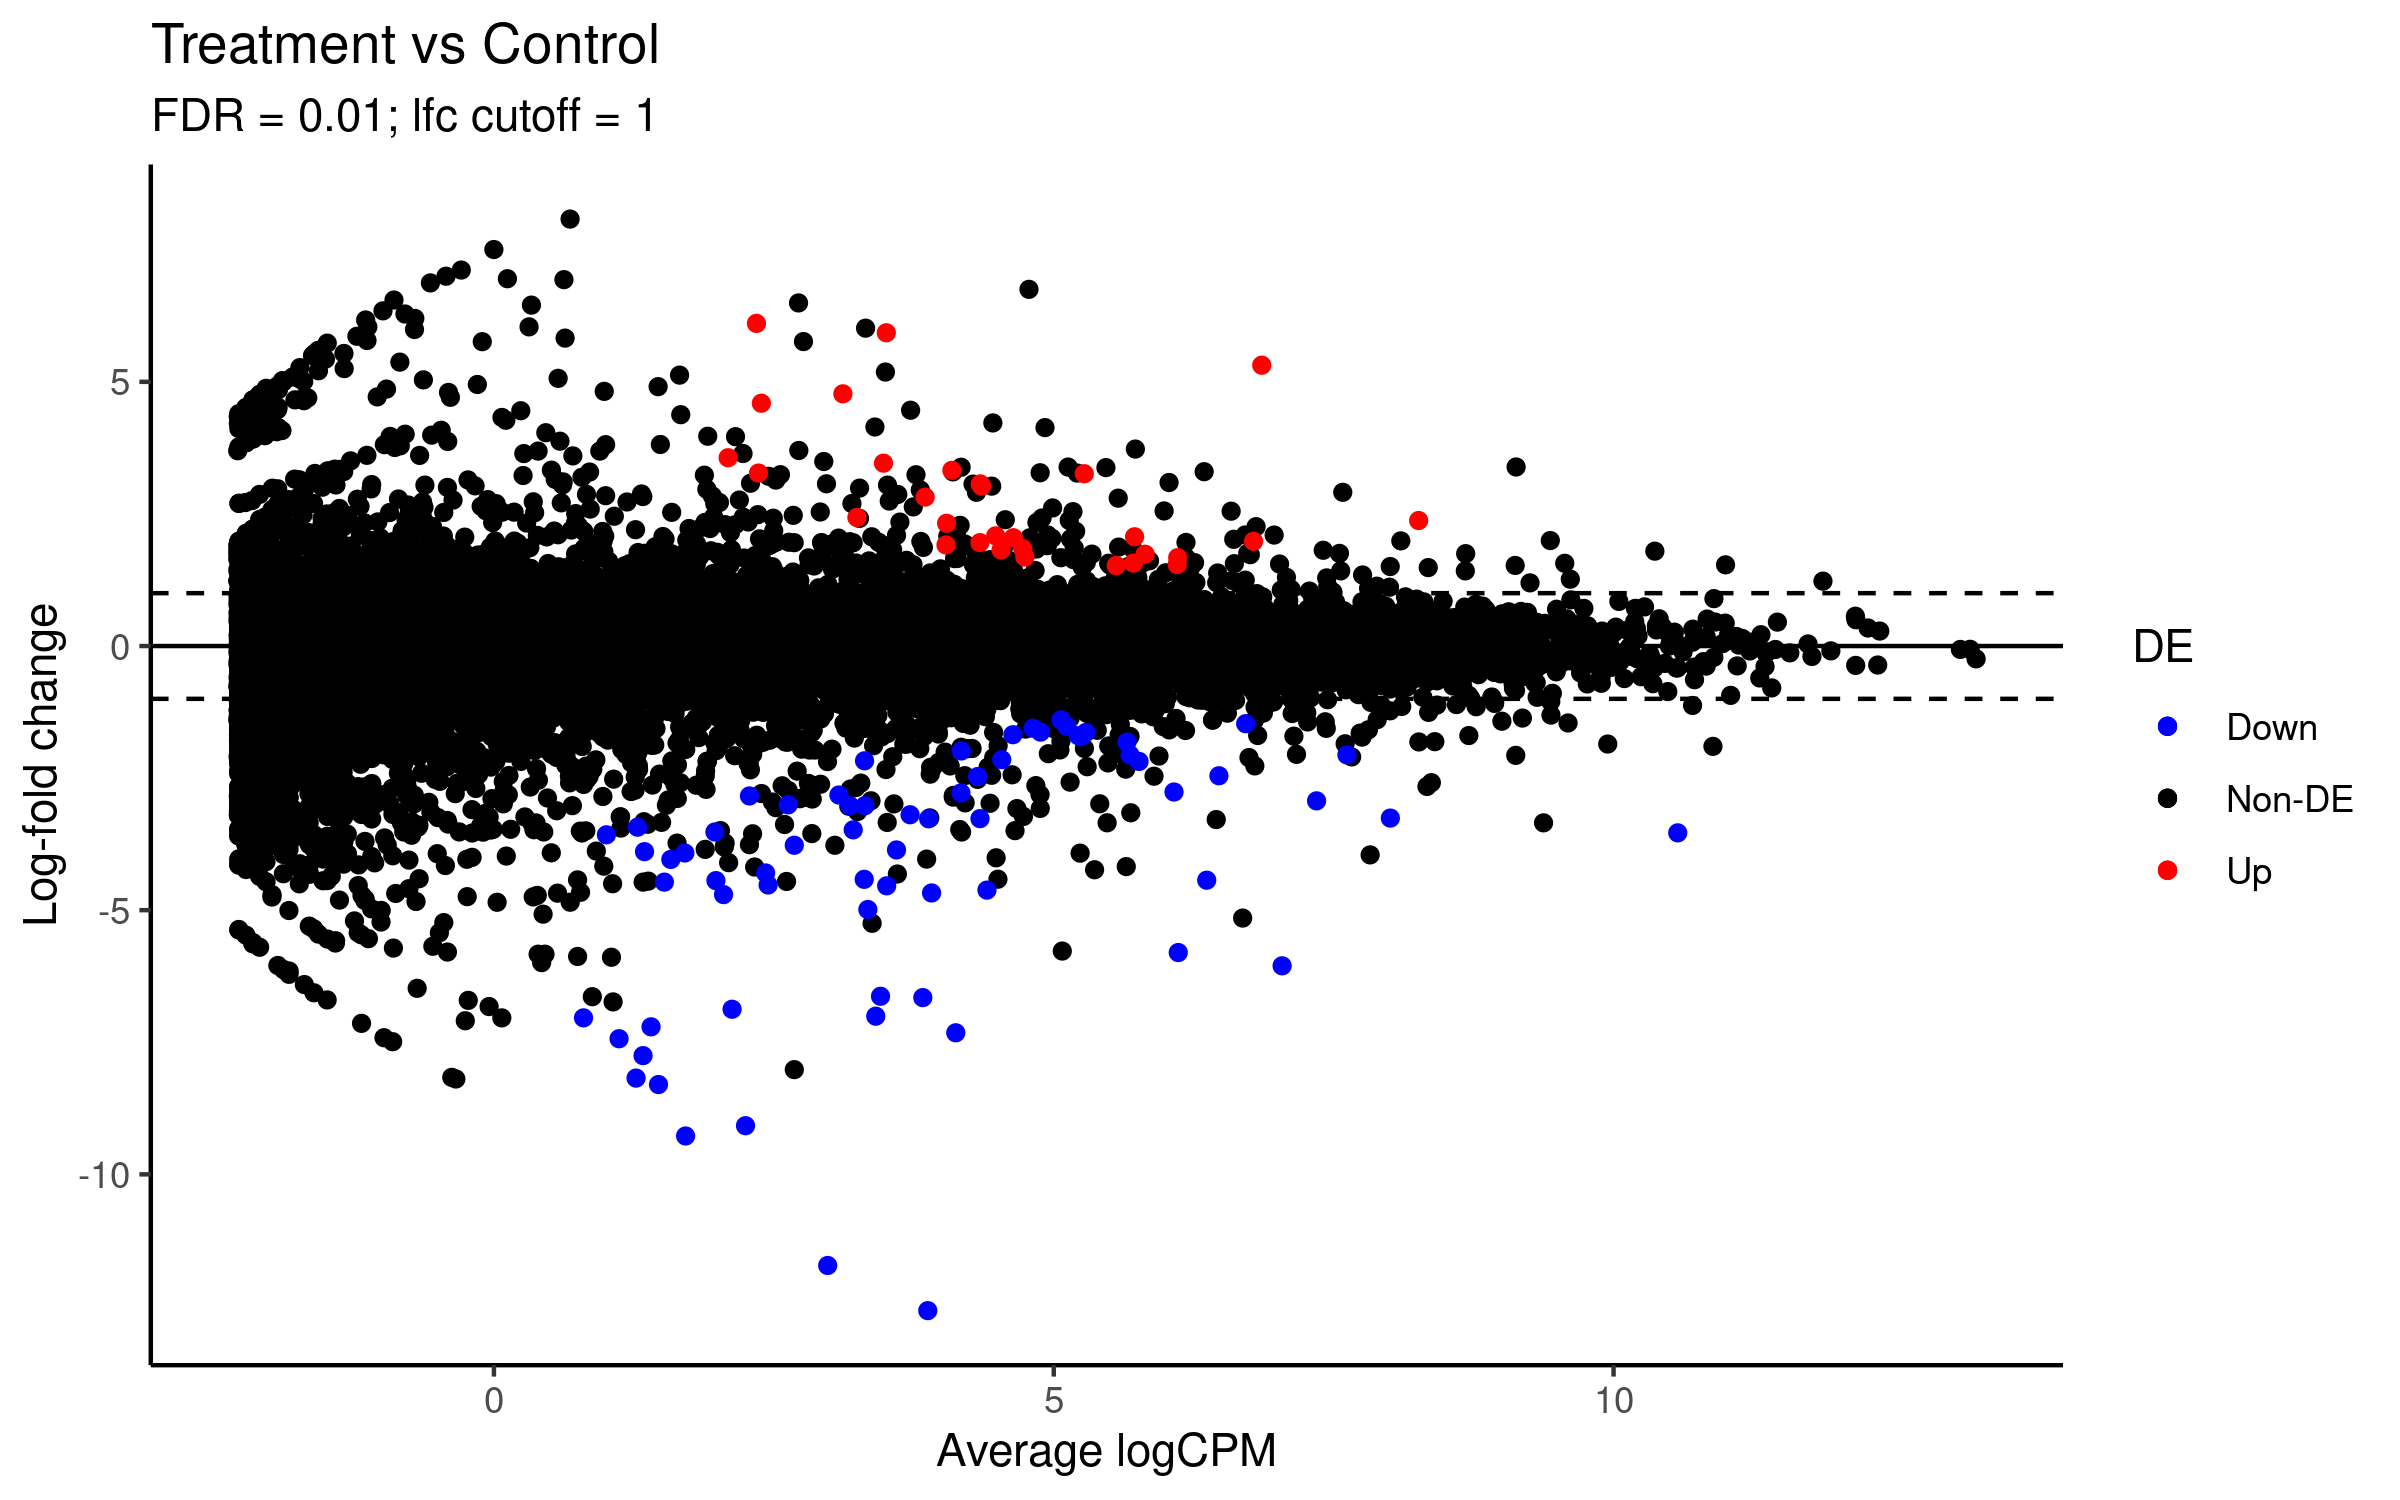 Treatment vs Control
FDR = 0.01; lfc cutoff = 1
Log-fold change
5
0
-5
-10
0
5
10
Average logCPM
DE
Down
Non-DE
Up